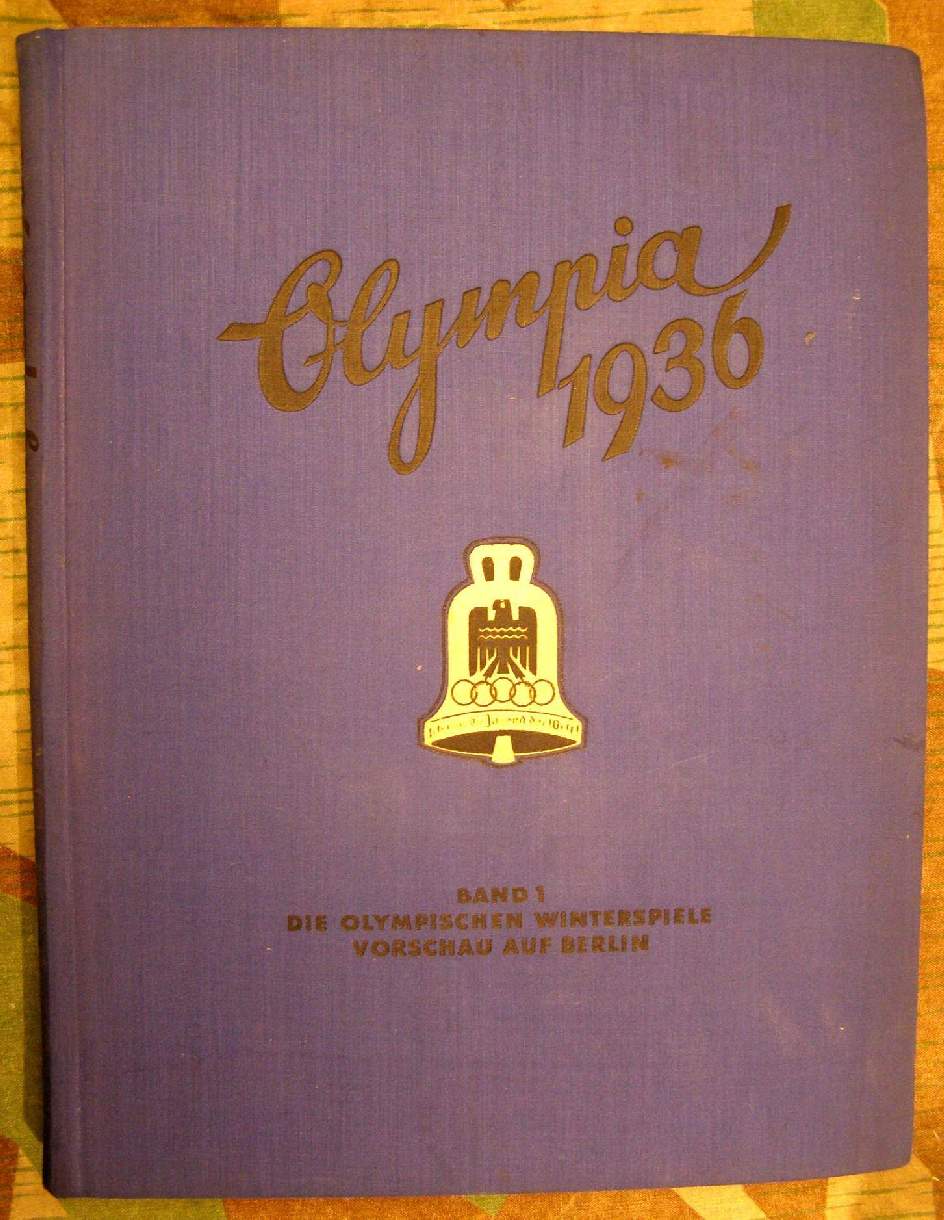 Olympia
1936
BAND 1
DIE OLYMPISCHEN WINTERSPIELE
VORSCHAU AUF BERLIN